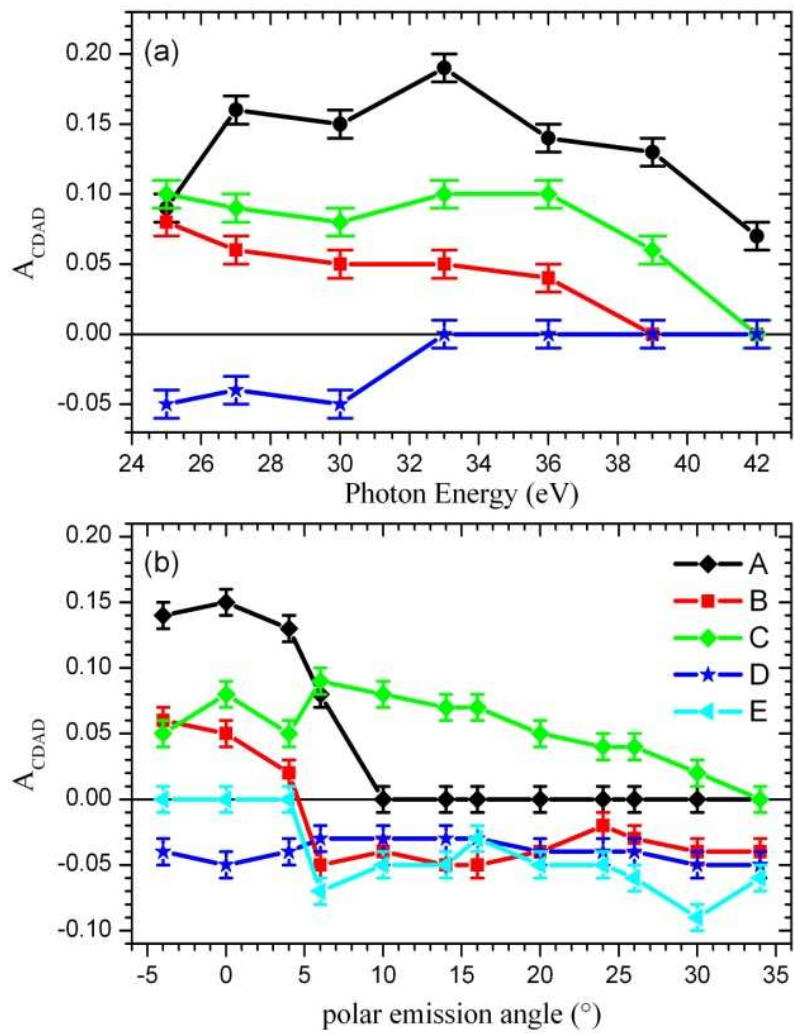 (a)
0.20
0.15
0.10
0.05
0.00
-0.05
A_CDAD
24 26 28 30 32 34 36 38 40 42
Photon Energy (eV)
(b)
0.20
0.15
0.10
0.05
0.00
-0.05
-0.10
A_CDAD
A
B
C
D
E
-5 0 5 10 15 20 25 30 35
polar emission angle (°)